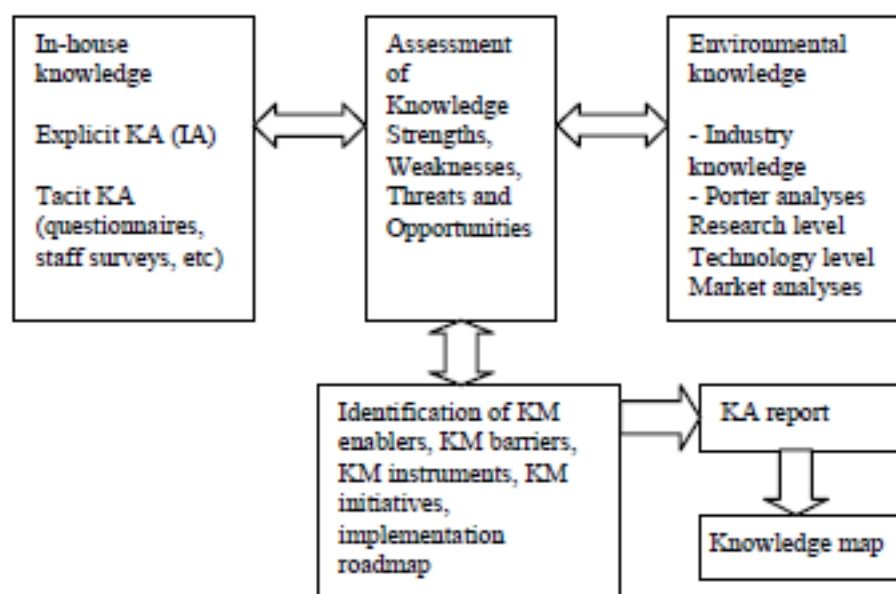 In-house
knowledge
Explicit KA (IA)
Tacit KA
(questionnaires,
staff surveys, etc)
Assessment
of
Knowledge
Strengths,
Weaknesses,
Threats and
Opportunities
Environmental
knowledge
- Industry
knowledge
- Porter analyses
Research level
Technology level
Market analyses
Identification of KM
enablers, KM barriers,
KM instruments, KM
initiatives,
implementation
roadmap
KA report
Knowledge map